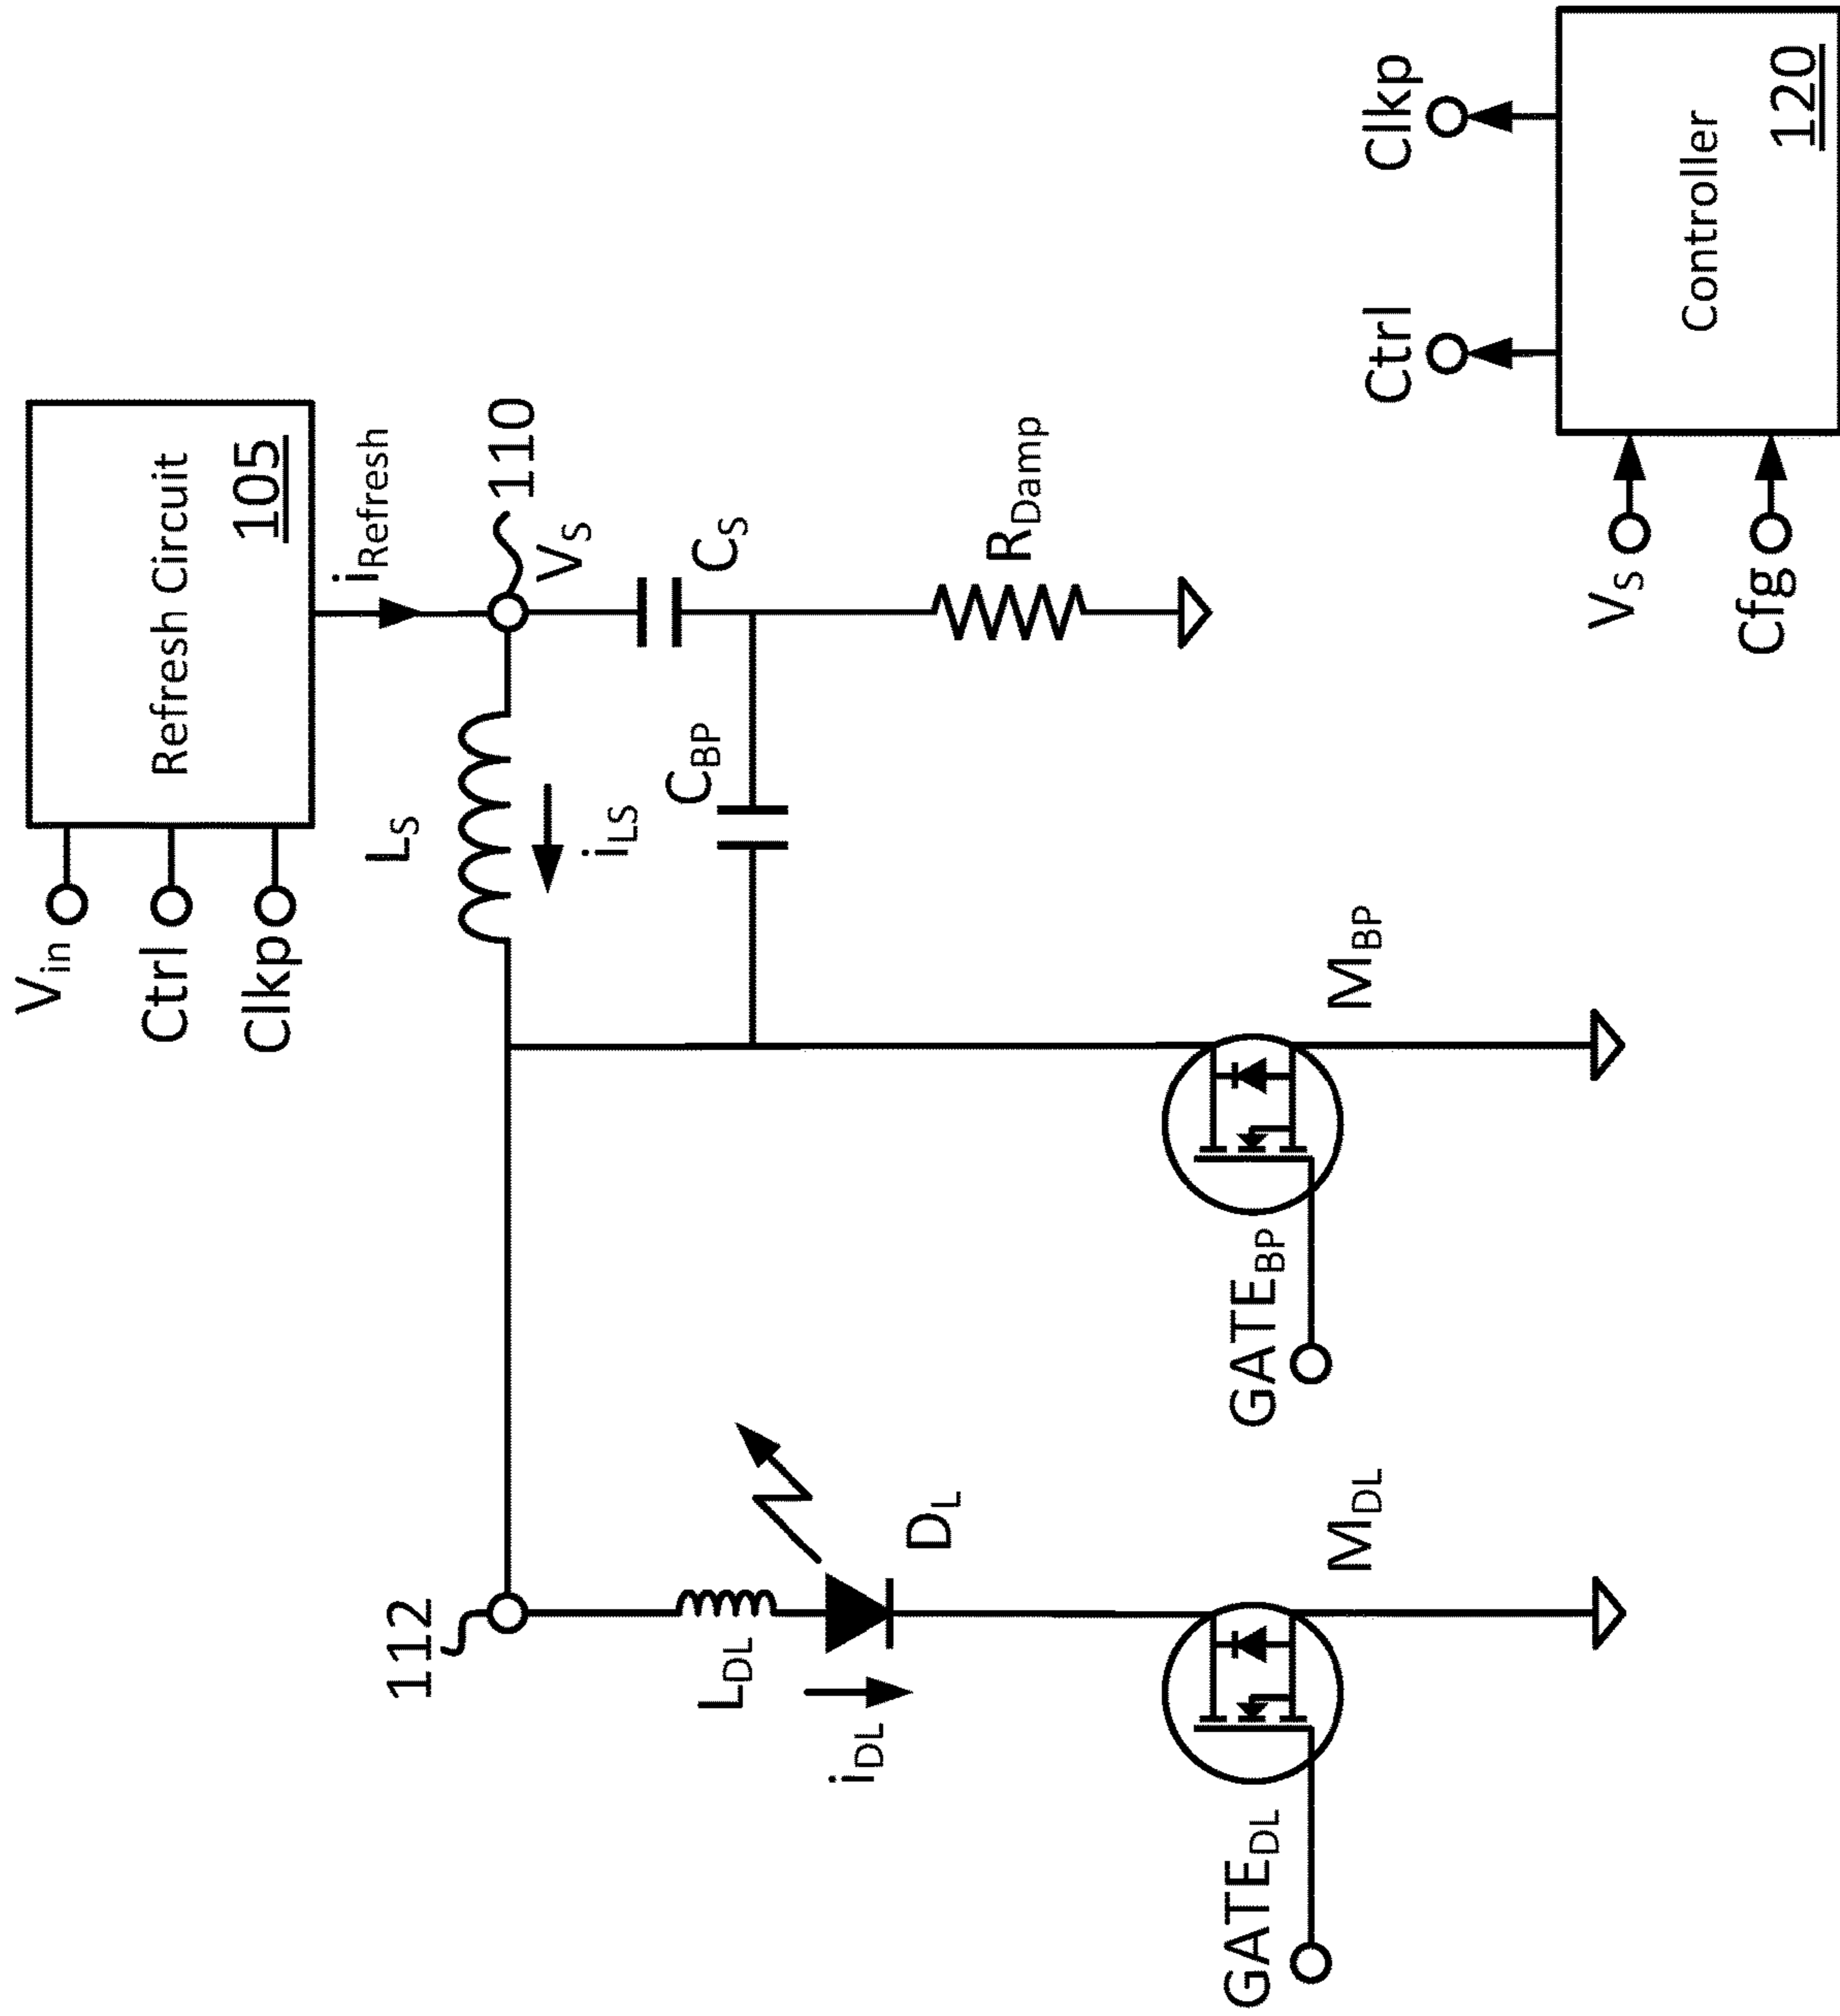 Refresh Circuit
105
Vin
Ctrl
Clkp
iRefresh
110
VS
LS
iLS
CS
CBP
RDamp
112
LDL
iDL
DL
GATEDL
MDL
GATEBP
MBP
Ctrl
Clkp
VS
Cfg
Controller
120